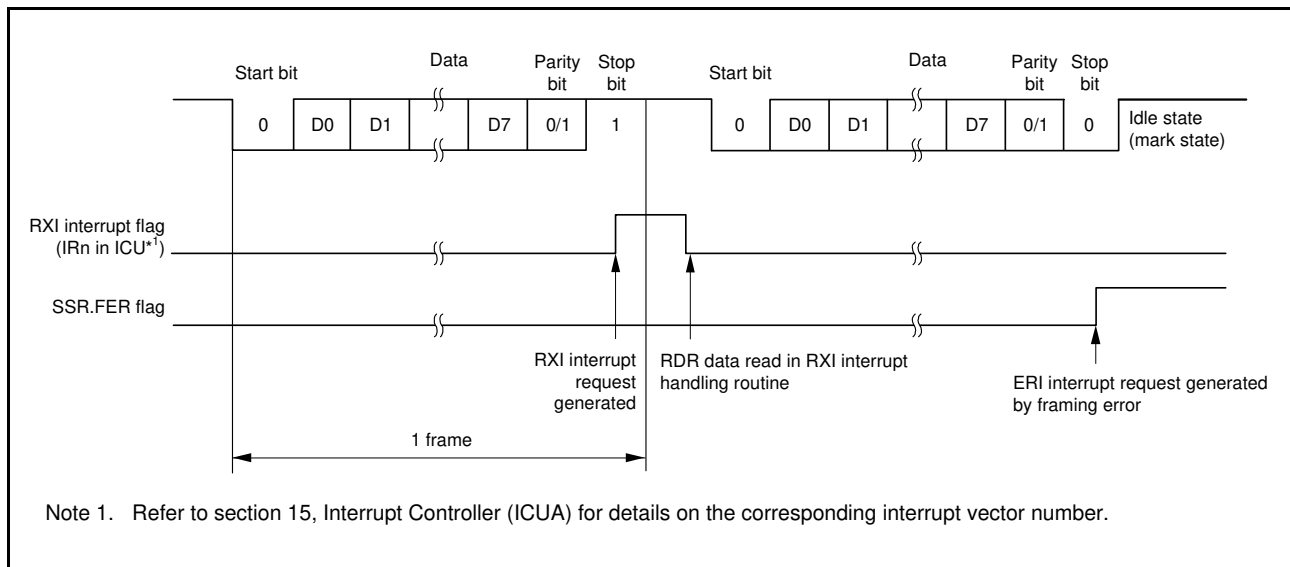 Start bit
Data
Parity
bit
Stop
bit
Start bit
Data
Parity
bit
Stop
bit
0 D0 D1 D7 0/1 1 0 D0 D1 D7 0/1 0
Idle state
(mark state)
RXI interrupt flag
(IRn in ICU*1)
SSR.FER flag
RXI interrupt
request
generated
RDR data read in RXI interrupt
handling routine
ERI interrupt request generated
by framing error
1 frame
Note 1. Refer to section 15, Interrupt Controller (ICUA) for details on the corresponding interrupt vector number.